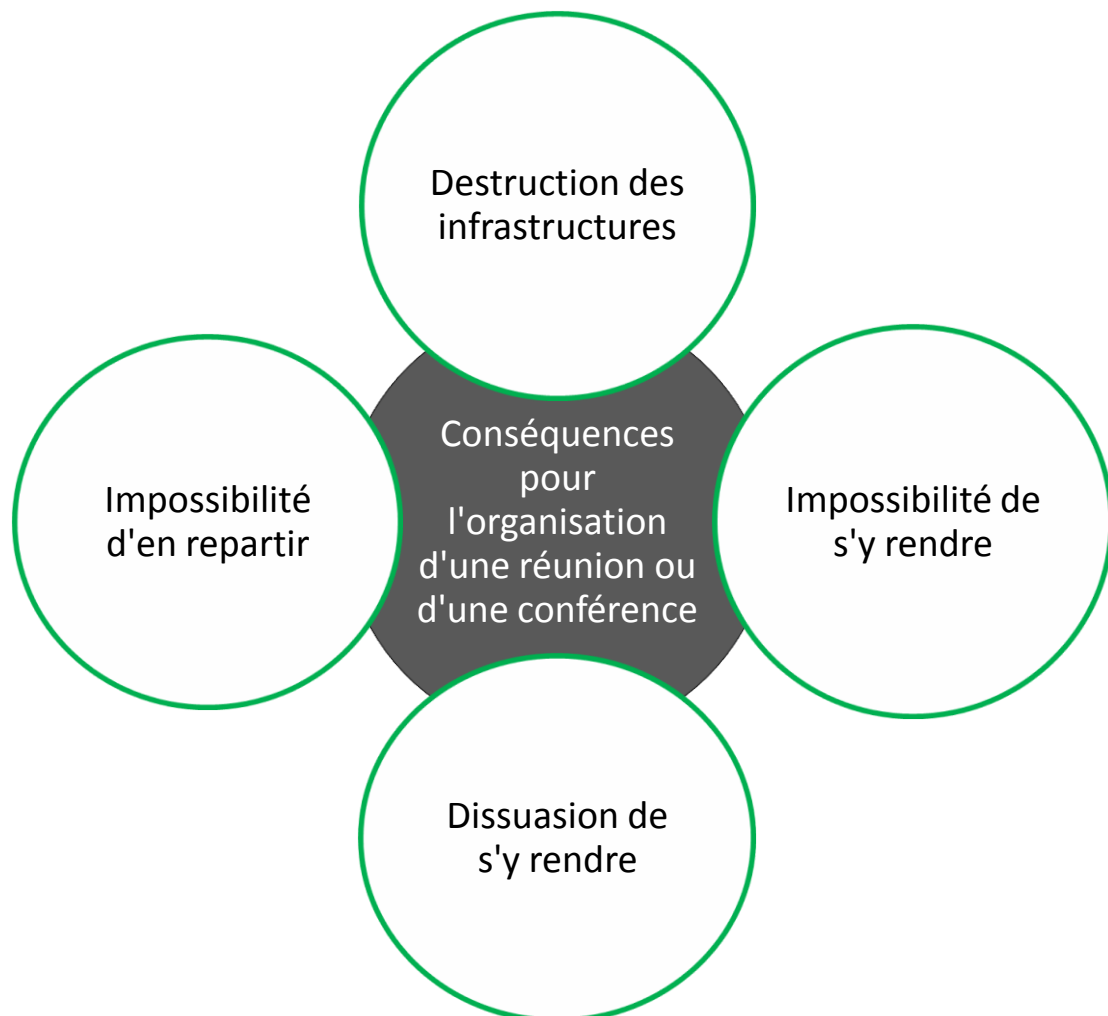 Destruction des
infrastructures
Conséquences
pour
l'organisation
d'une réunion ou
d'une conférence
Impossibilité
d'en repartir
Impossibilité de
s'y rendre
Dissuasion de
s'y rendre